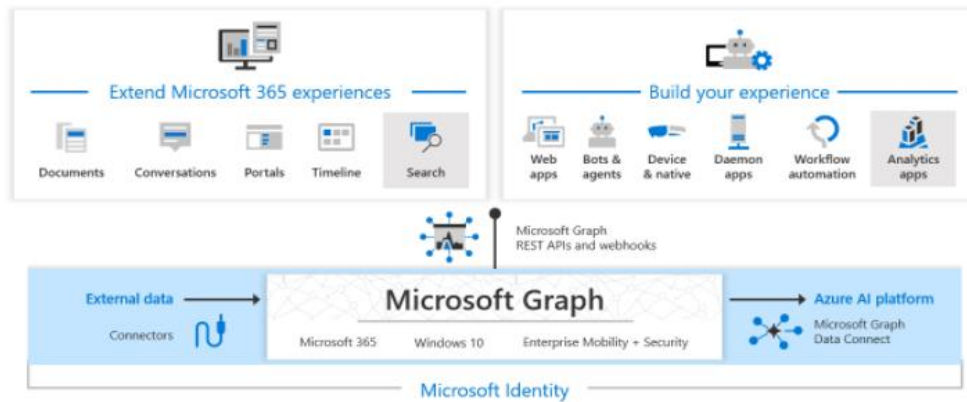 Extend Microsoft 365 experiences
Documents
Conversations
Portals
Timeline
Search
Build your experience
Web
apps
Bots &
agents
Device
& native
Daemon
apps
Workflow
automation
Analytics
apps
Microsoft Graph
REST APIs and webhooks
External data
Connectors
Microsoft Graph
Microsoft 365
Windows 10
Enterprise Mobility + Security
Azure AI platform
Microsoft Graph
Data Connect
Microsoft Identity